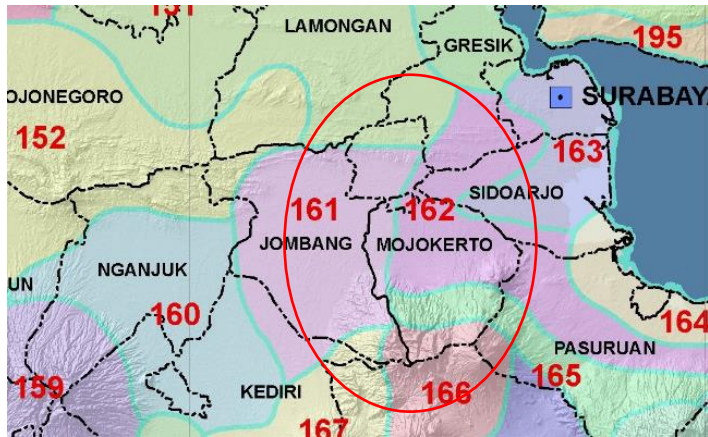 LAMONGAN
GRESIK
195
SURABAYA
OJONEGORO
152
163
161
162
SIDOARJO
JOMBANG
MOJOKERTO
NGANJUK
UN
160
164
PASURUAN
159
KEDIRI
166
165
167